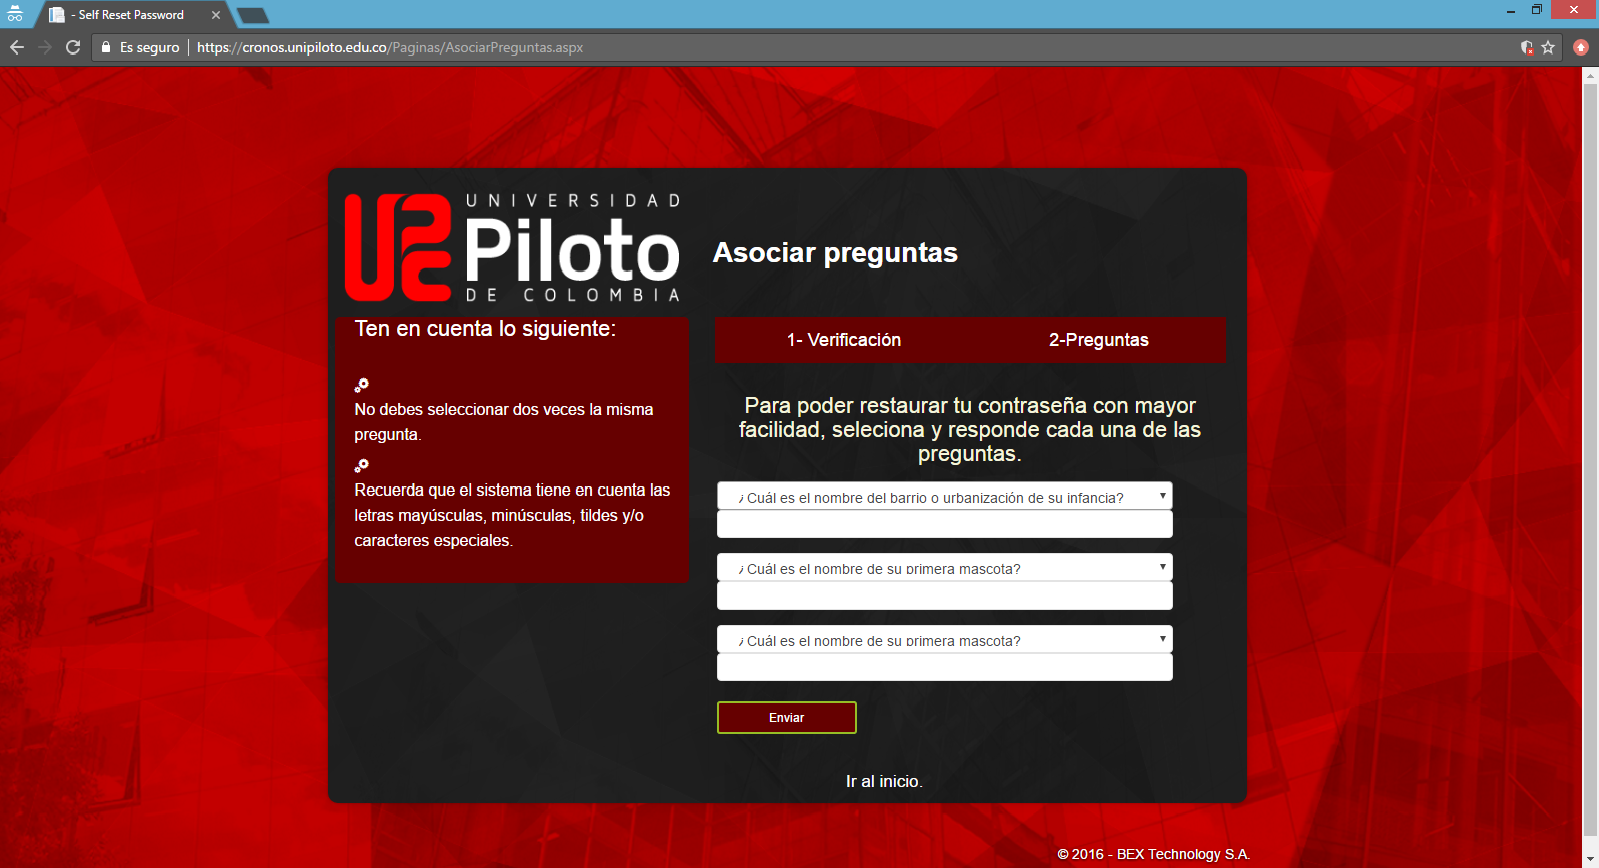 - Self Reset Password
Es seguro
https://cronos.unipiloto.edu.co/Paginas/AsociarPreguntas.aspx
UNIVERSIDAD
Piloto
DE COLOMBIA
Asociar preguntas
Ten en cuenta lo siguiente:
No debes seleccionar dos veces la misma
pregunta.
Recuerda que el sistema tiene en cuenta las
letras mayúsculas, minúsculas, tildes y/o
caracteres especiales.
1- Verificación
2-Preguntas
Para poder restaurar tu contraseña con mayor
facilidad, seleciona y responde cada una de las
preguntas.
¿Cuál es el nombre del barrio o urbanización de su infancia?
¿Cuál es el nombre de su primera mascota?
¿Cuál es el nombre de su primera mascota?
Enviar
Ir al inicio.
© 2016 - BEX Technology S.A.